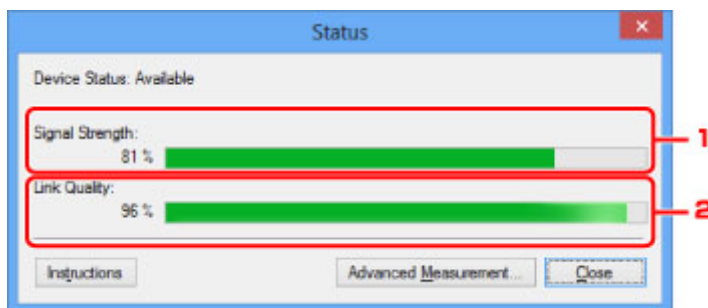 Status
Device Status: Available
Signal Strength:
81 %
1
Link Quality:
96 %
2
Instructions Advanced Measurement... Close